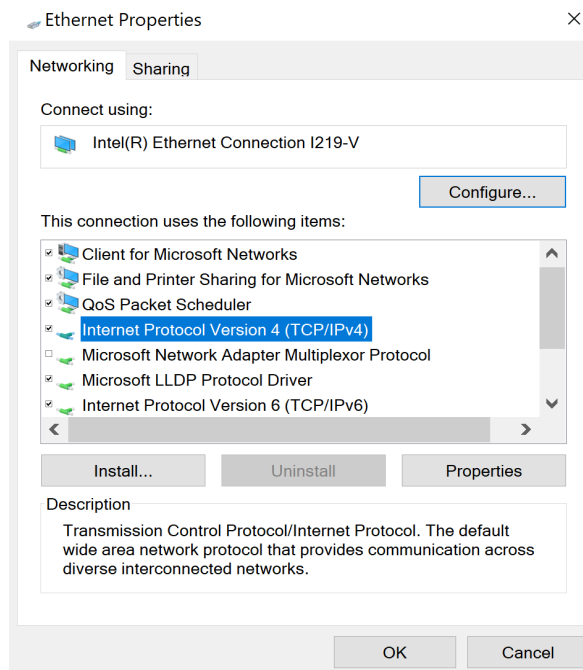 Ethernet Properties
Networking
Sharing
Connect using:
Intel(R) Ethernet Connection I219-V
Configure...
This connection uses the following items:
Client for Microsoft Networks
File and Printer Sharing for Microsoft Networks
QoS Packet Scheduler
Internet Protocol Version 4 (TCP/IPv4)
Microsoft Network Adapter Multiplexor Protocol
Microsoft LLDP Protocol Driver
Internet Protocol Version 6 (TCP/IPv6)
Install...
Uninstall
Properties
Description
Transmission Control Protocol/Internet Protocol. The default
wide area network protocol that provides communication across
diverse interconnected networks.
OK
Cancel